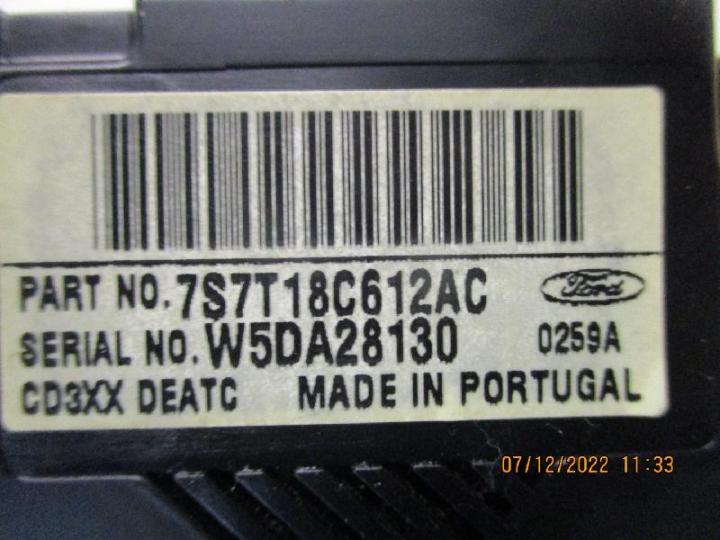 PART NO. 7S7T18C612AC
Ford
SERIAL NO. W5DA28130
0259A
CD3XX DEATC MADE IN PORTUGAL
07/12/2022 11:33